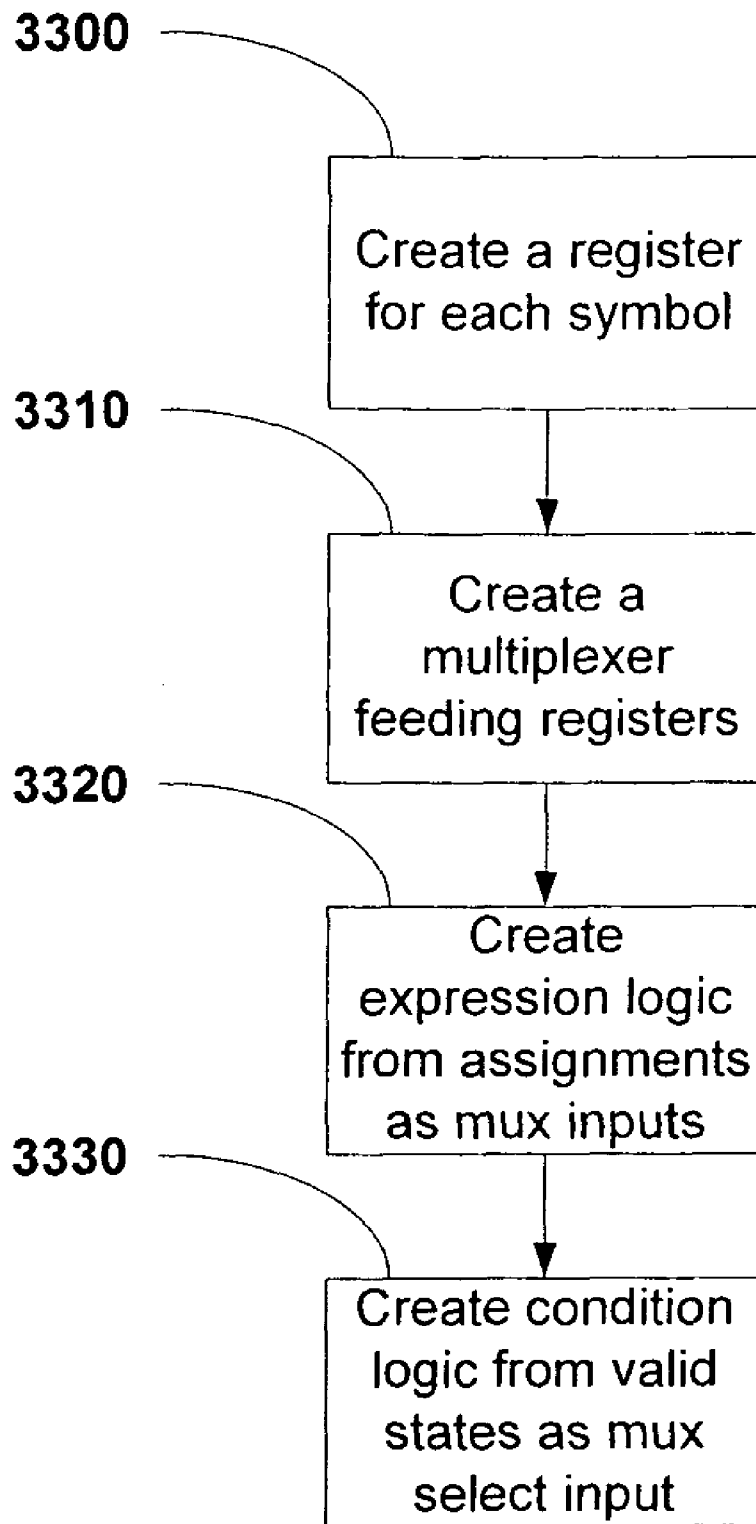 3300
Create a register
for each symbol
3310
Create a
multiplexer
feeding registers
3320
Create
expression logic
from assignments
as mux inputs
3330
Create condition
logic from valid
states as mux
select input